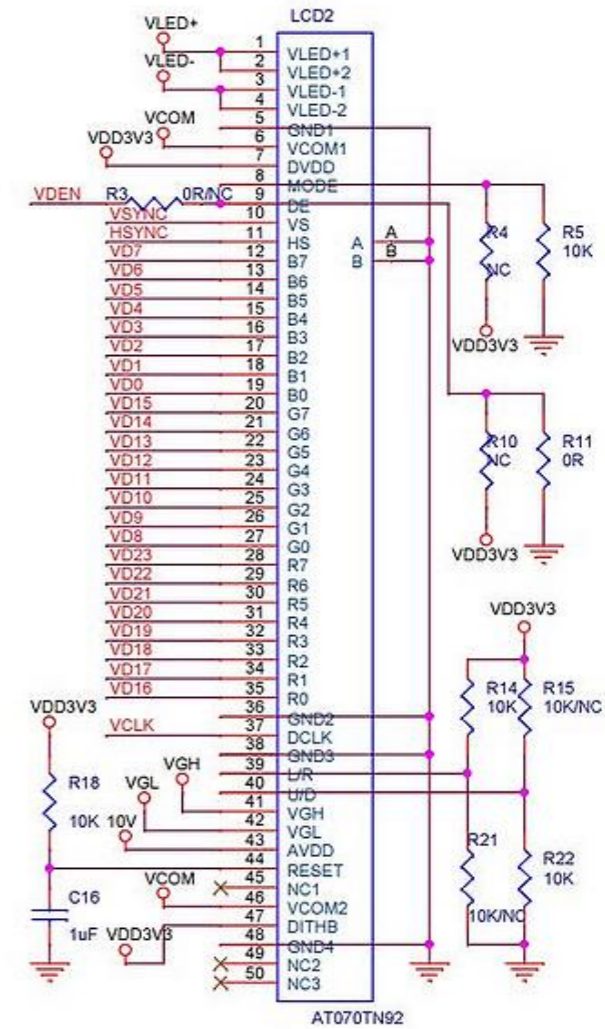 LCD2
VLED+
1 VLED+1
2 VLED+2
VLED-
3 VLED-1
4 VLED-2
5 GND1
VCOM
6 VCOM1
VDD3V3
7 DVDD
8 MODE
VDEN R3 0R/NC 9 DE
VSYNC 10 VS
HSYNC 11 HS A A
VD7 12 B7 B B
VD6 13 B6
VD5 14 B5
VD4 15 B4
VD3 16 B3
VD2 17 B2
VD1 18 B1
VD0 19 B0
VD15 20 G7
VD14 21 G6
VD13 22 G5
VD12 23 G4
VD11 24 G3
VD10 25 G2
VD9 26 G1
VD8 27 G0
VD23 28 R7
VD22 29 R6
VD21 30 R5
VD20 31 R4
VD19 32 R3
VD18 33 R2
VD17 34 R1
VD16 35 R0
36 GND2
VCLK 37 DCLK
38 GND3
39 L/R
40 U/D
VGH
41 VGH
VGL
42 VGL
10V
43 AVDD
44 RESET
45 NC1
VCOM
46 VCOM2
47 DITHB
VDD3V3
48 GND4
49 NC2
50 NC3
AT070TN92
R4
NC
VDD3V3
R5
10K
R10
NC
VDD3V3
R11
0R
VDD3V3
R14
10K
R15
10K/NC
R21
10K/NC
R22
10K
VDD3V3
R18
10K
C16
1uF